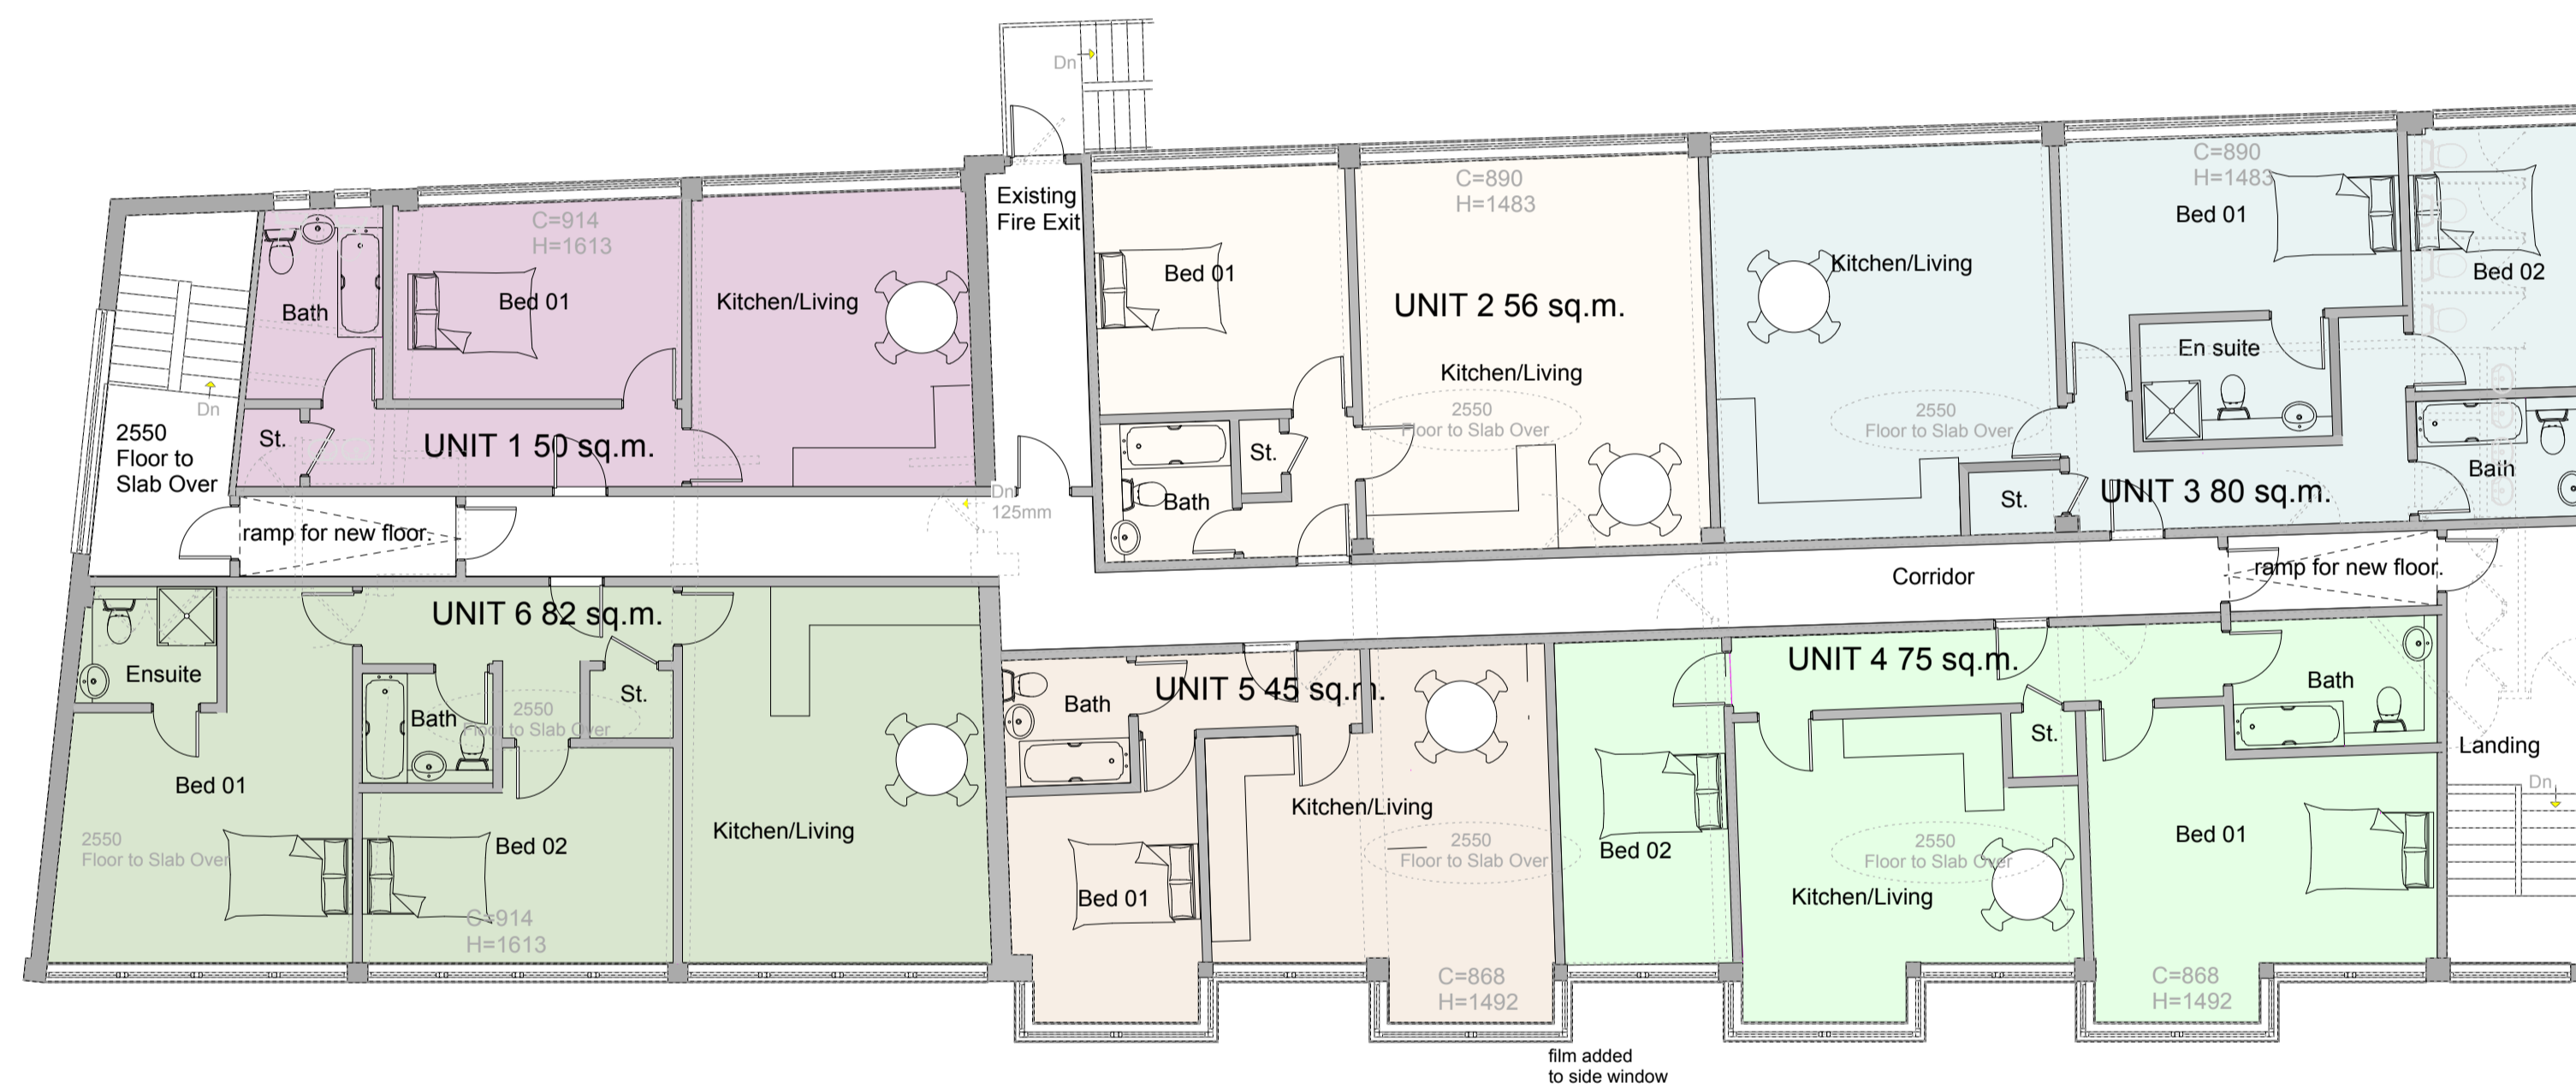 Dn
Existing
Fire Exit
C=914
H=1613
Bath
Bed 01
Kitchen/Living
Dn
St.
UNIT 1 50 sq.m.
2550
Floor to
Slab Over
ramp for new floor.
Dn
125mm
Bed 01
C=890
H=1483
UNIT 2 56 sq.m.
Kitchen/Living
2550
Floor to Slab Over
St.
Bath
Kitchen/Living
2550
Floor to Slab Over
C=890
H=1483
Bed 01
Bed 02
En suite
St.
UNIT 3 80 sq.m.
Bath
Corridor
ramp for new floor.
UNIT 6 82 sq.m.
Ensuite
Bath
St.
2550
Floor to Slab Over
Bed 01
2550
Floor to Slab Over
Bed 02
Kitchen/Living
C=914
H=1613
Bath
UNIT 5 45 sq.m.
Kitchen/Living
2550
Floor to Slab Over
Bed 01
C=868
H=1492
UNIT 4 75 sq.m.
Bath
St.
Landing
Dn
Bed 02
Kitchen/Living
2550
Floor to Slab Over
Bed 01
C=868
H=1492
film added
to side window